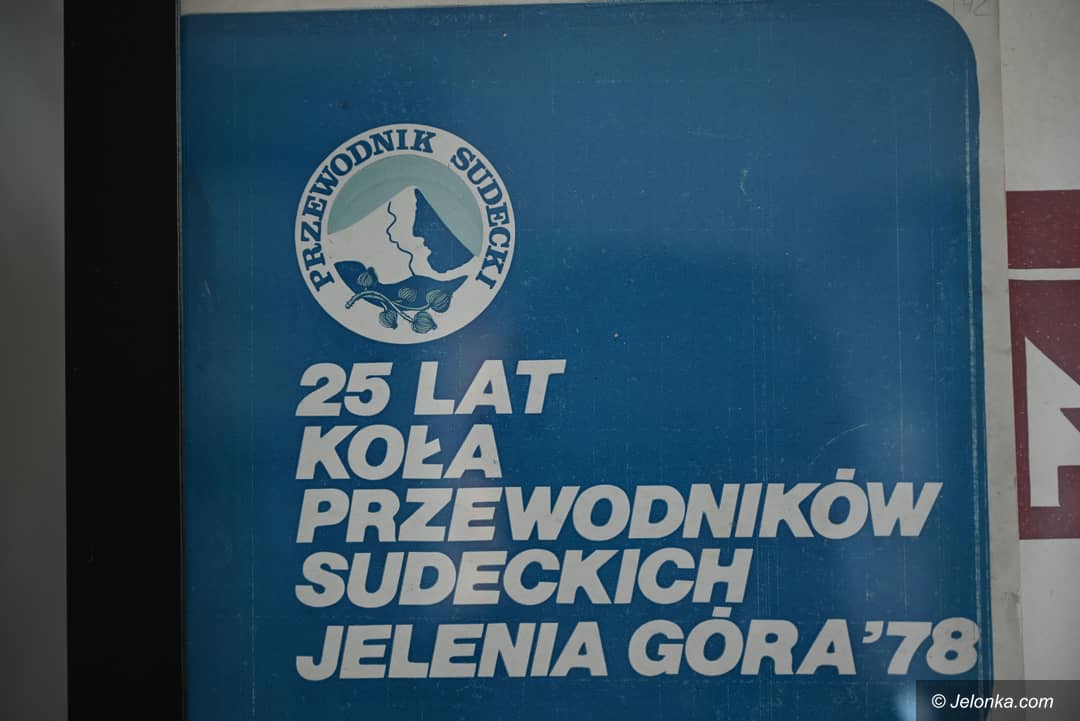 PRZEWODNIK SUDECKI
25 LAT
KOŁA
PRZEWODNIKÓW
SUDECKICH
JELENIA GÓRA '78
© Jelonka.com